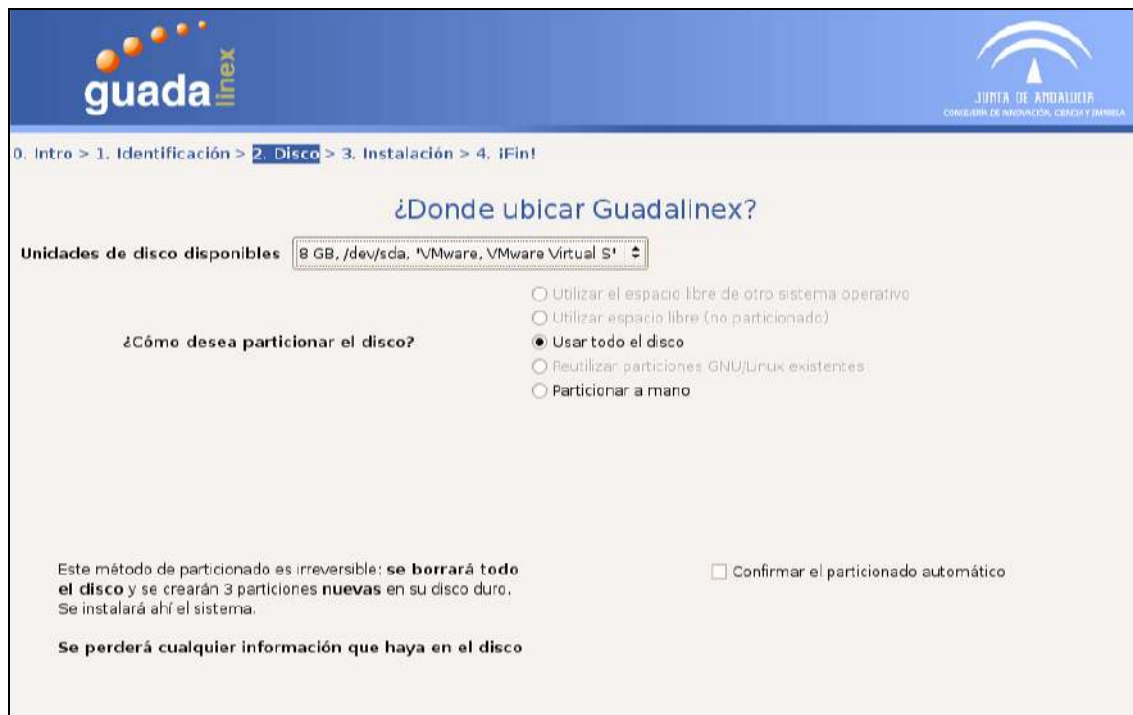 guada
linex
JUNTA DE ANDALUCIA
CONSEJERÍA DE INNOVACIÓN, CIENCIA Y EMPRESA
0. Intro > 1. Identificación > 2. Disco > 3. Instalación > 4. ¡Fin!
¿Donde ubicar Guadalinex?
Unidades de disco disponibles 8 GB, /dev/sda, 'VMware, VMware Virtual S'
Utilizar el espacio libre de otro sistema operativo
Utilizar espacio libre (no particionado)
¿Cómo desea particionar el disco?
Usar todo el disco
Reutilizar particiones GNU/Linux existentes
Particionar a mano
Este método de particionado es irreversible: se borrará todo
el disco y se crearán 3 particiones nuevas en su disco duro.
Se instalará ahí el sistema.
Se perderá cualquier información que haya en el disco
Confirmar el particionado automático